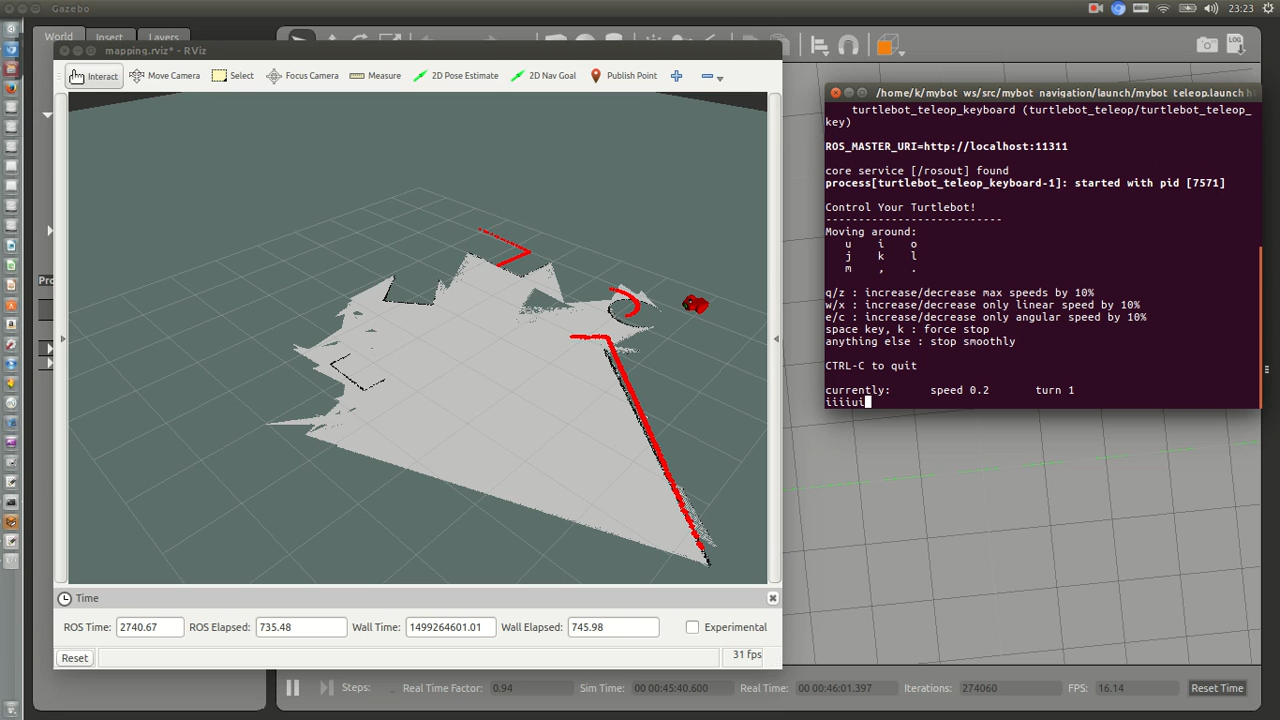 Gazebo
23:23
World Insert Layers
mapping.rviz* - RViz
Interact Move Camera Select Focus Camera Measure 2D Pose Estimate 2D Nav Goal Publish Point
/home/k/mybot_ws/src/mybot_navigation/launch/mybot_teleop.launch
turtlebot_teleop_keyboard (turtlebot_teleop/turtlebot_teleop_
key)
ROS_MASTER_URI=http://localhost:11311
core service [/rosout] found
process[turtlebot_teleop_keyboard-1]: started with pid [7571]
Control Your Turtlebot!
---------------------------
Moving around:
u i o
j k l
m , .
q/z : increase/decrease max speeds by 10%
w/x : increase/decrease only linear speed by 10%
e/c : increase/decrease only angular speed by 10%
space key, k : force stop
anything else : stop smoothly
CTRL-C to quit
currently: speed 0.2 turn 1
iiiiui
Time
ROS Time: 2740.67 ROS Elapsed: 735.48 Wall Time: 1499264601.01 Wall Elapsed: 745.98 Experimental
Reset 31 fps
Steps: Real Time Factor: 0.94 Sim Time: 00 00:45:40.600 Real Time: 00 00:46:01.397 Iterations: 274060 FPS: 16.14 Reset Time